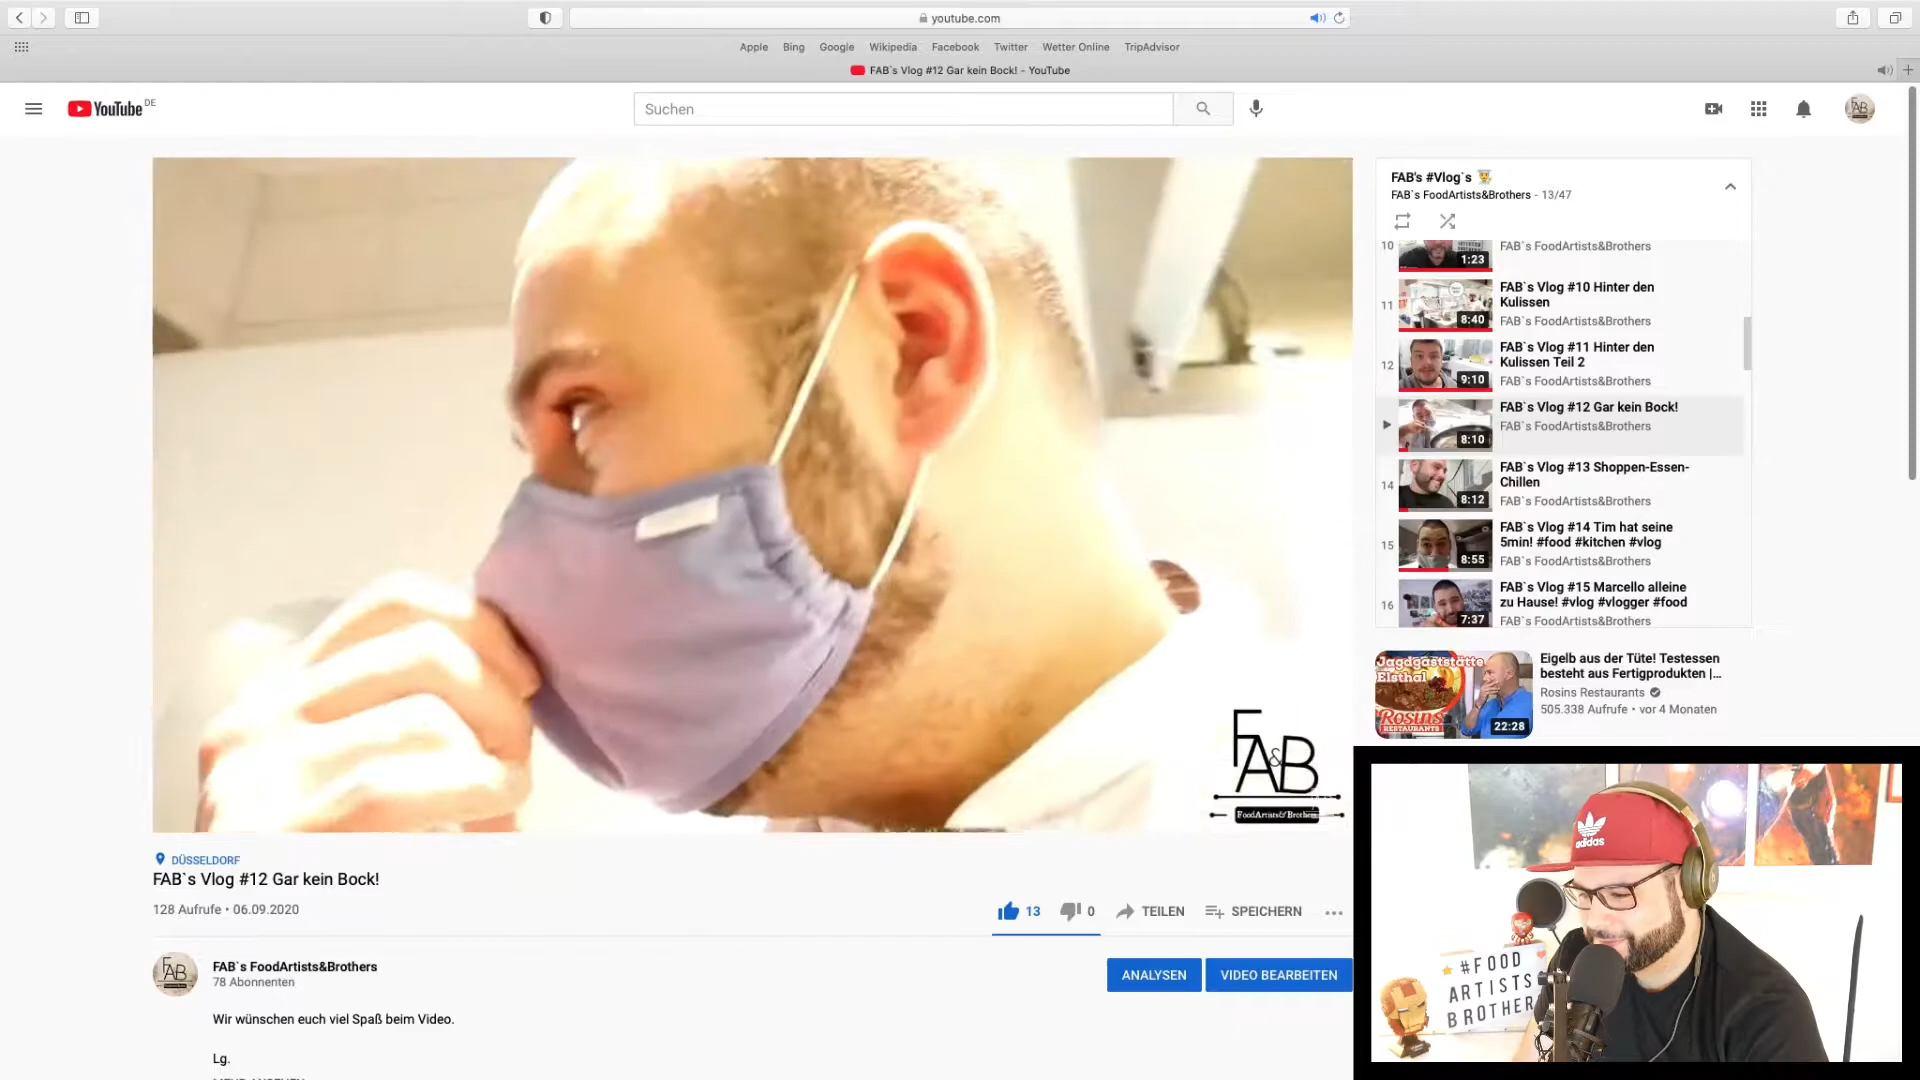 youtube.com
Apple Bing Google Wikipedia Facebook Twitter Wetter Online TripAdvisor
FAB`s Vlog #12 Gar kein Bock! - YouTube
YouTube DE
Suchen
FAB
FAB's #Vlog`s
FAB`s FoodArtists&Brothers - 13/47
10
1:23
FAB`s FoodArtists&Brothers
11
8:40
FAB`s Vlog #10 Hinter den
Kulissen
FAB`s FoodArtists&Brothers
12
9:10
FAB`s Vlog #11 Hinter den
Kulissen Teil 2
FAB`s FoodArtists&Brothers
8:10
FAB`s Vlog #12 Gar kein Bock!
FAB`s FoodArtists&Brothers
14
8:12
FAB`s Vlog #13 Shoppen-Essen-
Chillen
FAB`s FoodArtists&Brothers
15
8:55
FAB`s Vlog #14 Tim hat seine
5min! #food #kitchen #vlog
FAB`s FoodArtists&Brothers
16
7:37
FAB`s Vlog #15 Marcello alleine
zu Hause! #vlog #vlogger #food
FAB`s FoodArtists&Brothers
Jagdgaststätte
Elsthal
Rosins
RESTAURANTS
22:28
Eigelb aus der Tüte! Testessen
besteht aus Fertigprodukten |...
Rosins Restaurants
505.338 Aufrufe • vor 4 Monaten
FA&B
FoodArtists&Brothers
DÜSSELDORF
FAB`s Vlog #12 Gar kein Bock!
128 Aufrufe • 06.09.2020
13 0 TEILEN SPEICHERN
FAB
FAB`s FoodArtists&Brothers
78 Abonnenten
ANALYSEN VIDEO BEARBEITEN
Wir wünschen euch viel Spaß beim Video.
Lg.
adidas
#FOOD
ARTISTS
BROTHER